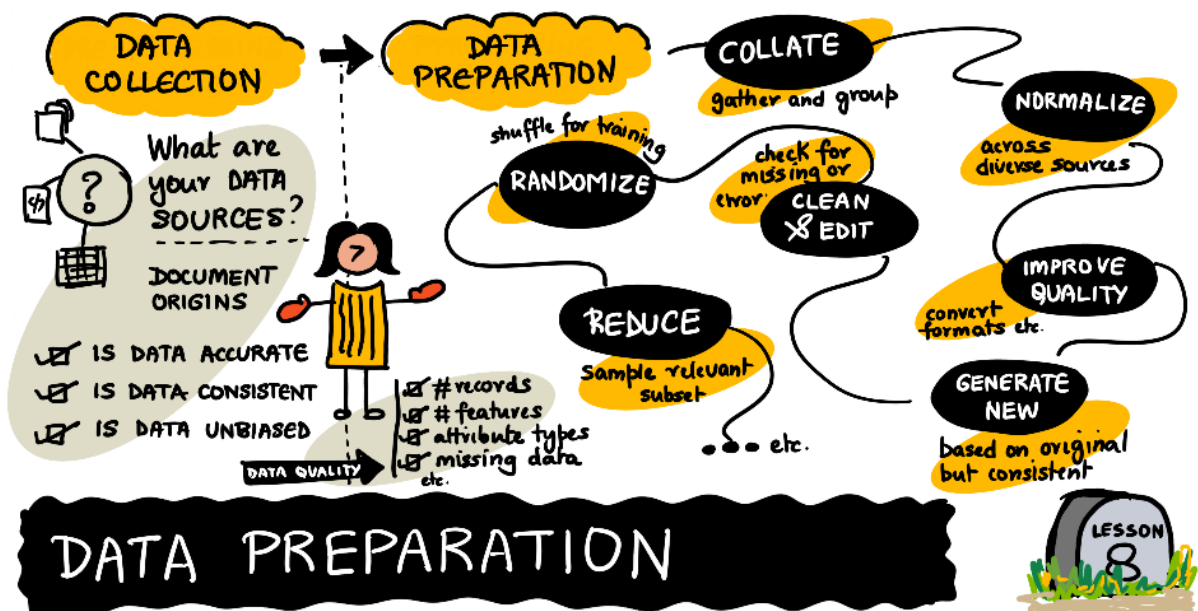 DATA
COLLECTION
What are
your DATA
SOURCES?
?
</>
DOCUMENT
ORIGINS
IS DATA ACCURATE
IS DATA CONSISTENT
IS DATA UNBIASED
DATA QUALITY
# records
# features
attribute types
missing data
etc.
DATA
PREPARATION
COLLATE
gather and group
NORMALIZE
across
diverse sources
IMPROVE
QUALITY
convert
formats etc.
GENERATE
NEW
based on original
but consistent
CLEAN
& EDIT
check for
missing or
error.
RANDOMIZE
shuffle for training
REDUCE
Sample relevant
subset
... etc.
DATA PREPARATION
LESSON
8